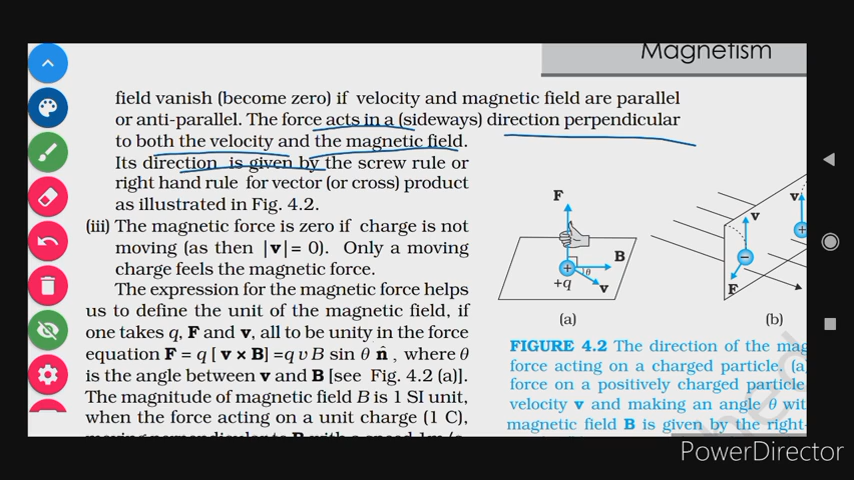 Magnetism
field vanish (become zero) if velocity and magnetic field are parallel
or anti-parallel. The force acts in a (sideways) direction perpendicular
to both the velocity and the magnetic field.
Its direction is given by the screw rule or
right hand rule for vector (or cross) product
as illustrated in Fig. 4.2.
(iii) The magnetic force is zero if charge is not
moving (as then |v|= 0). Only a moving
charge feels the magnetic force.
The expression for the magnetic force helps
us to define the unit of the magnetic field, if
one takes q, F and v, all to be unity in the force
equation F = q [ v × B] =q v B sin θ n̂ , where θ
is the angle between v and B [see Fig. 4.2 (a)].
The magnitude of magnetic field B is 1 SI unit,
when the force acting on a unit charge (1 C),
F
B
θ
+
+q
v
(a)
v
v
+
–
F
(b)
FIGURE 4.2 The direction of the mag
force acting on a charged particle. (a
force on a positively charged particle
velocity v and making an angle θ wit
magnetic field B is given by the right-
PowerDirector